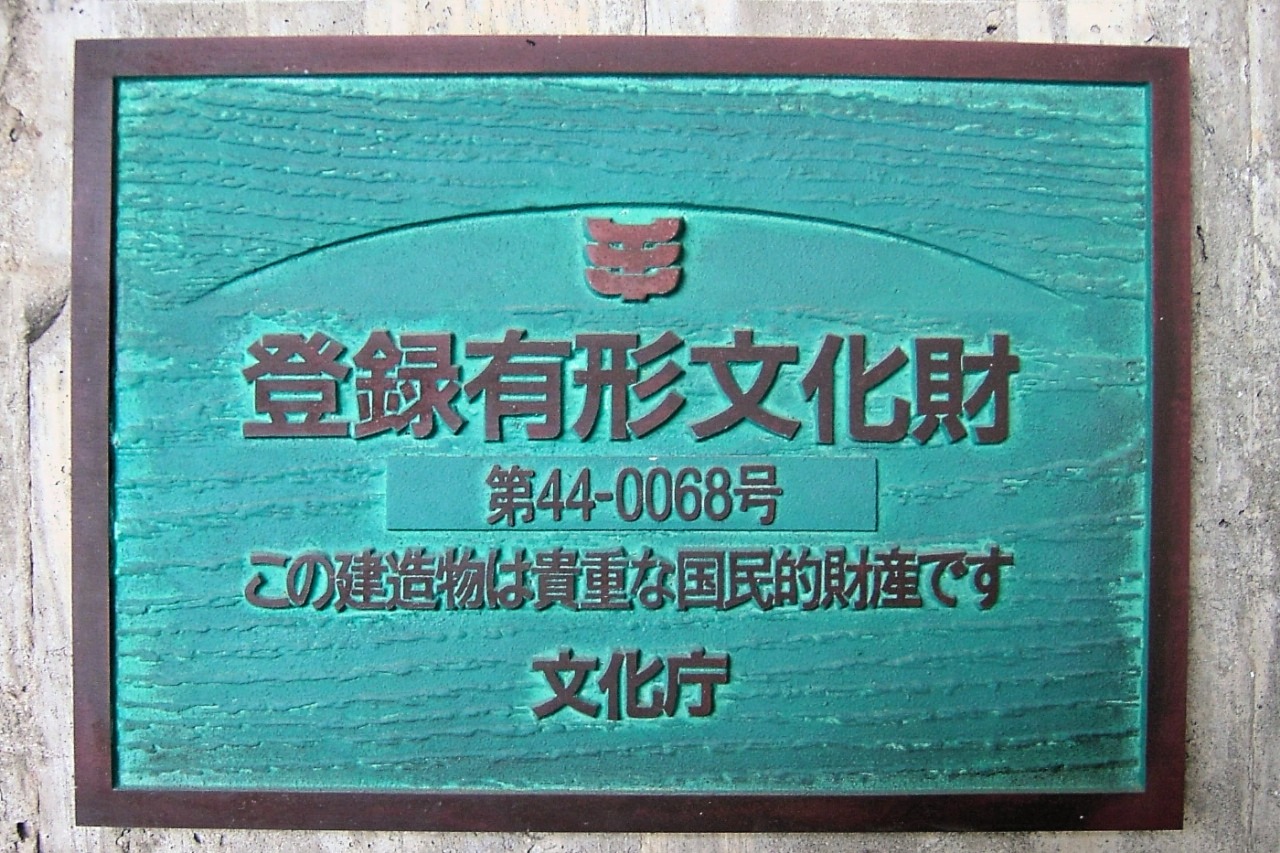 登録有形文化財
第44-0068号
この建造物は貴重な国民的財産です
文化庁